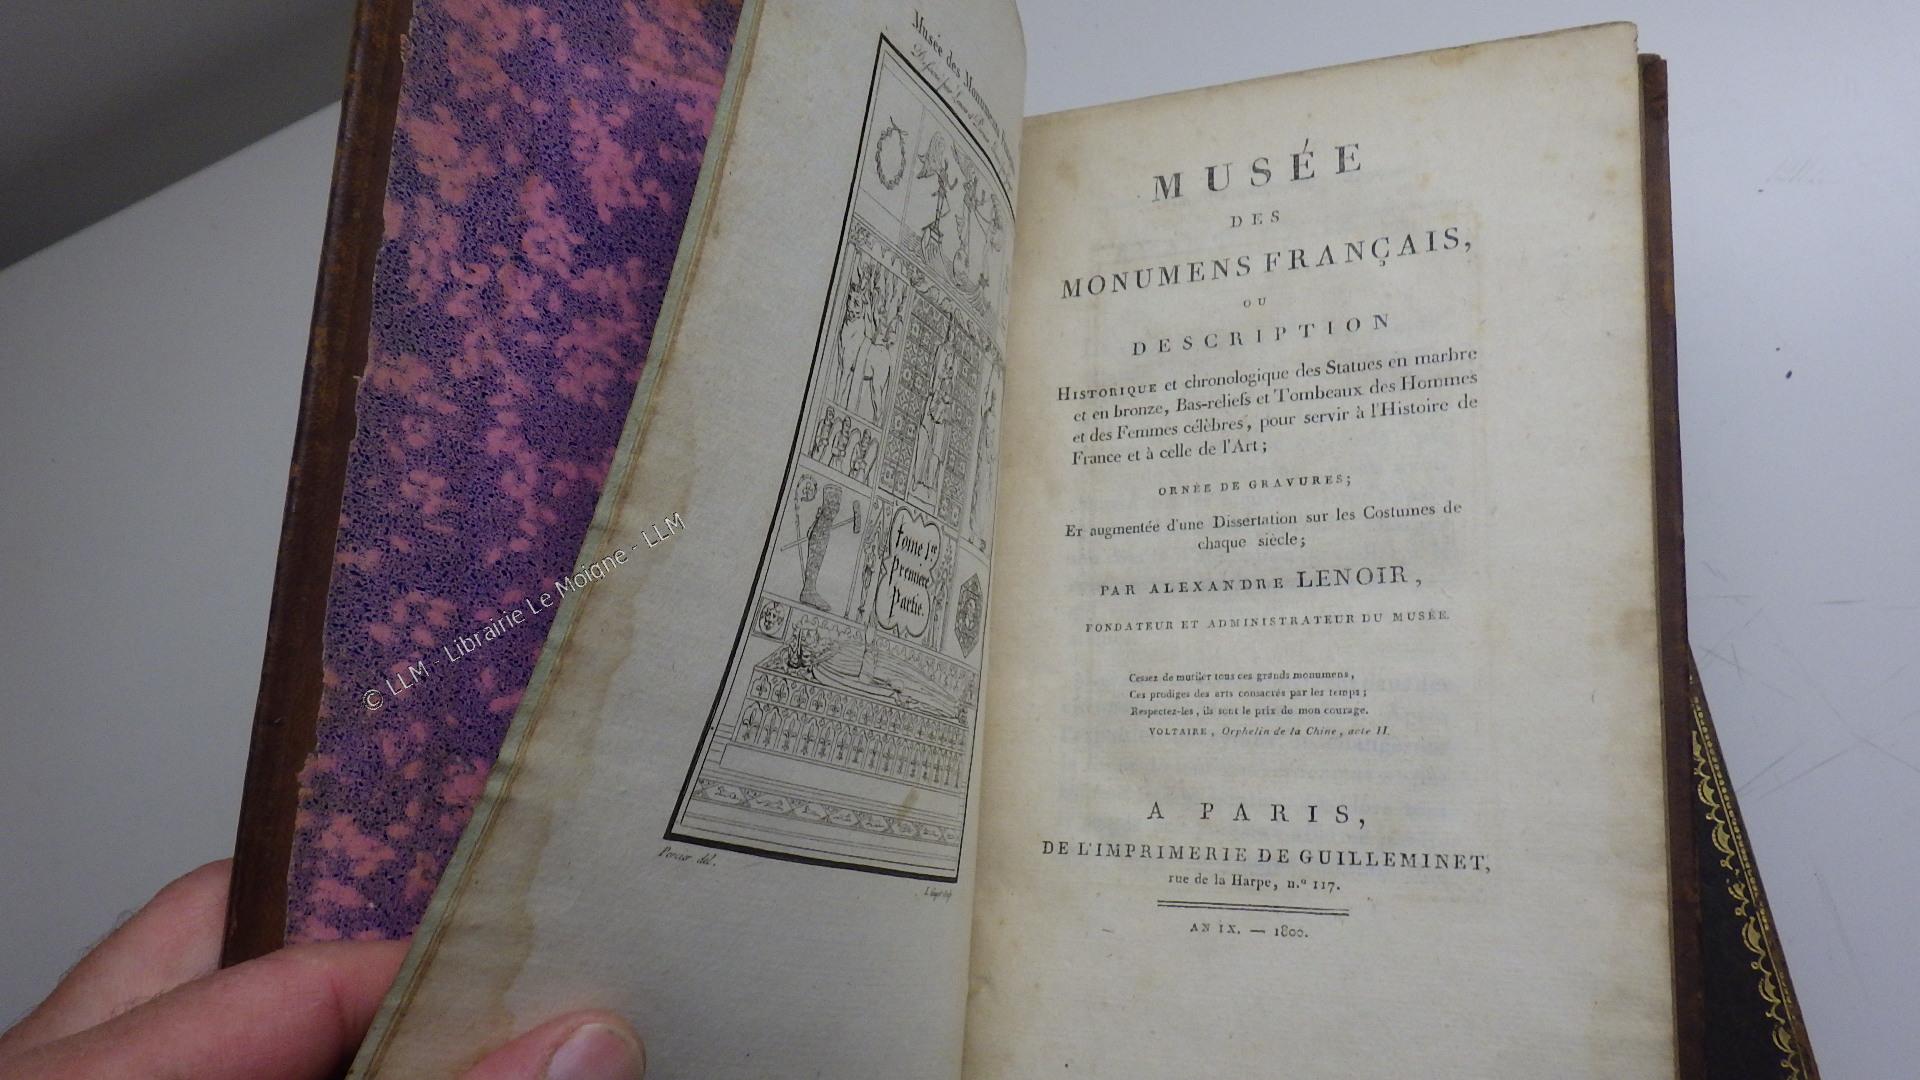 Musée des Monuments
tome 1er
première
partie.
Percier del.
MUSÉE
DES
MONUMENS FRANÇAIS,
OU
DESCRIPTION
HISTORIQUE et chronologique des Statues en marbre
et en bronze, Bas-reliefs et Tombeaux des Hommes
et des Femmes célèbres, pour servir à l'Histoire de
France et à celle de l'Art;
ORNÉE DE GRAVURES;
ET augmentée d'une Dissertation sur les Costumes de
chaque siècle;
PAR ALEXANDRE LENOIR,
FONDATEUR ET ADMINISTRATEUR DU MUSÉE.
Cessez de mutiler tous ces grands monumens,
Ces prodiges des arts consacrés par les temps;
Respectez-les, ils sont le prix de mon courage.
VOLTAIRE, Orphelin de la Chine, acte II.
A PARIS,
DE L'IMPRIMERIE DE GUILLEMINET,
rue de la Harpe, n.º 117.
AN IX. — 1800.
© LLM - Librairie Le Moigne - LLM